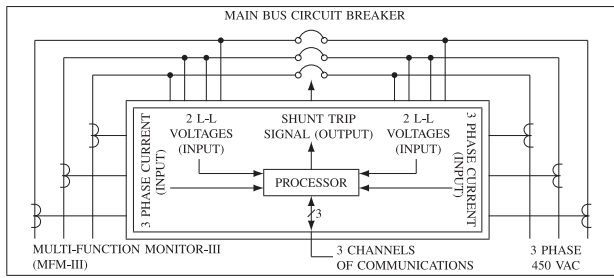 MAIN BUS CIRCUIT BREAKER
2 L-L
VOLTAGES
(INPUT)
SHUNT TRIP
SIGNAL (OUTPUT)
2 L-L
VOLTAGES
(INPUT)
3 PHASE CURRENT
(INPUT)
3 PHASE CURRENT
(INPUT)
PROCESSOR
3
MULTI-FUNCTION MONITOR-III
(MFM-III)
3 CHANNELS
OF COMMUNICATIONS
3 PHASE
450 VAC